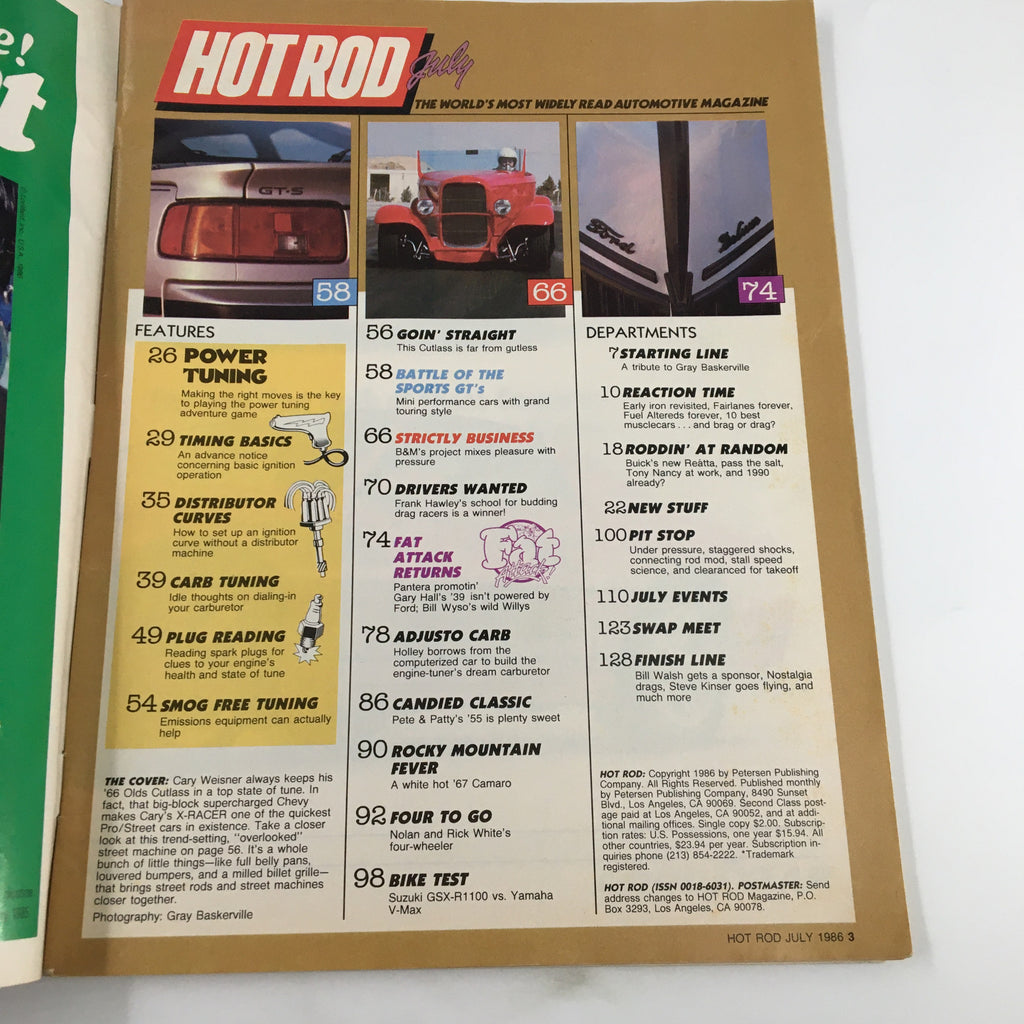 e!
t
HOT ROD July
THE WORLD'S MOST WIDELY READ AUTOMOTIVE MAGAZINE
GT-S
58
66
Ford
74
FEATURES
26 POWER
TUNING
Making the right moves is the key
to playing the power tuning
adventure game
29 TIMING BASICS
An advance notice
concerning basic ignition
operation
35 DISTRIBUTOR
CURVES
How to set up an ignition
curve without a distributor
machine
39 CARB TUNING
Idle thoughts on dialing-in
your carburetor
49 PLUG READING
Reading spark plugs for
clues to your engine's
health and state of tune
54 SMOG FREE TUNING
Emissions equipment can actually
help
THE COVER: Cary Weisner always keeps his
'66 Olds Cutlass in a top state of tune. In
fact, that big-block supercharged Chevy
makes Cary's X-RACER one of the quickest
Pro/Street cars in existence. Take a closer
look at this trend-setting, "overlooked"
street machine on page 56. It's a whole
bunch of little things—like full belly pans,
louvered bumpers, and a milled billet grille—
that brings street rods and street machines
closer together.
Photography: Gray Baskerville
56 GOIN' STRAIGHT
This Cutlass is far from gutless
58 BATTLE OF THE
SPORTS GT's
Mini performance cars with grand
touring style
66 STRICTLY BUSINESS
B&M's project mixes pleasure with
pressure
70 DRIVERS WANTED
Frank Hawley's school for budding
drag racers is a winner!
74 FAT
ATTACK
RETURNS
FAT
Attack!
Pantera promotin'
Gary Hall's '39 isn't powered by
Ford; Bill Wyso's wild Willys
78 ADJUSTO CARB
Holley borrows from the
computerized car to build the
engine-tuner's dream carburetor
86 CANDIED CLASSIC
Pete & Patty's '55 is plenty sweet
90 ROCKY MOUNTAIN
FEVER
A white hot '67 Camaro
92 FOUR TO GO
Nolan and Rick White's
four-wheeler
98 BIKE TEST
Suzuki GSX-R1100 vs. Yamaha
V-Max
DEPARTMENTS
7 STARTING LINE
A tribute to Gray Baskerville
10 REACTION TIME
Early iron revisited, Fairlanes forever,
Fuel Altereds forever, 10 best
musclecars . . . and brag or drag?
18 RODDIN' AT RANDOM
Buick's new Reatta, pass the salt,
Tony Nancy at work, and 1990
already?
22 NEW STUFF
100 PIT STOP
Under pressure, staggered shocks,
connecting rod mod, stall speed
science, and clearanced for takeoff
110 JULY EVENTS
123 SWAP MEET
128 FINISH LINE
Bill Walsh gets a sponsor, Nostalgia
drags, Steve Kinser goes flying, and
much more
HOT ROD: Copyright 1986 by Petersen Publishing
Company. All Rights Reserved. Published monthly
by Petersen Publishing Company, 8490 Sunset
Blvd., Los Angeles, CA 90069. Second Class post-
age paid at Los Angeles, CA 90052, and at addi-
tional mailing offices. Single copy $2.00. Subscrip-
tion rates: U.S. Possessions, one year $15.94. All
other countries, $23.94 per year. Subscription in-
quiries phone (213) 854-2222. *Trademark
registered.
HOT ROD (ISSN 0018-6031). POSTMASTER: Send
address changes to HOT ROD Magazine, P.O.
Box 3293, Los Angeles, CA 90078.
HOT ROD JULY 1986 3